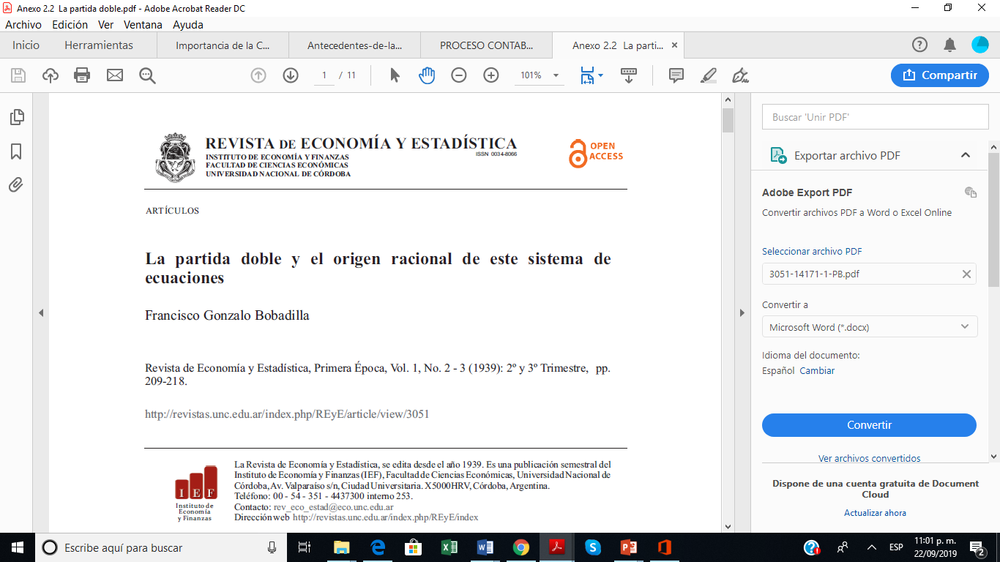 Anexo 2.2  La partida doble.pdf - Adobe Acrobat Reader DC
Archivo Edición Ver Ventana Ayuda
Inicio Herramientas Importancia de la C... Antecedentes-de-la... PROCESO CONTAB... Anexo 2.2 La parti...
1 / 11 101% Compartir
REVISTA DE ECONOMÍA Y ESTADÍSTICA
ISSN 0034-8066
INSTITUTO DE ECONOMÍA Y FINANZAS
FACULTAD DE CIENCIAS ECONÓMICAS
UNIVERSIDAD NACIONAL DE CÓRDOBA
OPEN
ACCESS
ARTÍCULOS
La partida doble y el origen racional de este sistema de
ecuaciones
Francisco Gonzalo Bobadilla
Revista de Economía y Estadística, Primera Época, Vol. 1, No. 2 - 3 (1939): 2º y 3º Trimestre, pp.
209-218.
http://revistas.unc.edu.ar/index.php/REyE/article/view/3051
I E F
Instituto de
Economía
y Finanzas
La Revista de Economía y Estadística, se edita desde el año 1939. Es una publicación semestral del
Instituto de Economía y Finanzas (IEF), Facultad de Ciencias Económicas, Universidad Nacional de
Córdoba, Av. Valparaíso s/n, Ciudad Universitaria. X5000HRV, Córdoba, Argentina.
Teléfono: 00 - 54 - 351 - 4437300 interno 253.
Contacto: rev_eco_estad@eco.unc.edu.ar
Dirección web http://revistas.unc.edu.ar/index.php/REyE/index
Buscar 'Unir PDF'
Exportar archivo PDF
Adobe Export PDF
Convertir archivos PDF a Word o Excel Online
Seleccionar archivo PDF
3051-14171-1-PB.pdf
Convertir a
Microsoft Word (*.docx)
Idioma del documento:
Español Cambiar
Convertir
Ver archivos convertidos
Dispone de una cuenta gratuita de Document
Cloud
Actualizar ahora
Escribe aquí para buscar
ESP
11:01 p. m.
22/09/2019
2